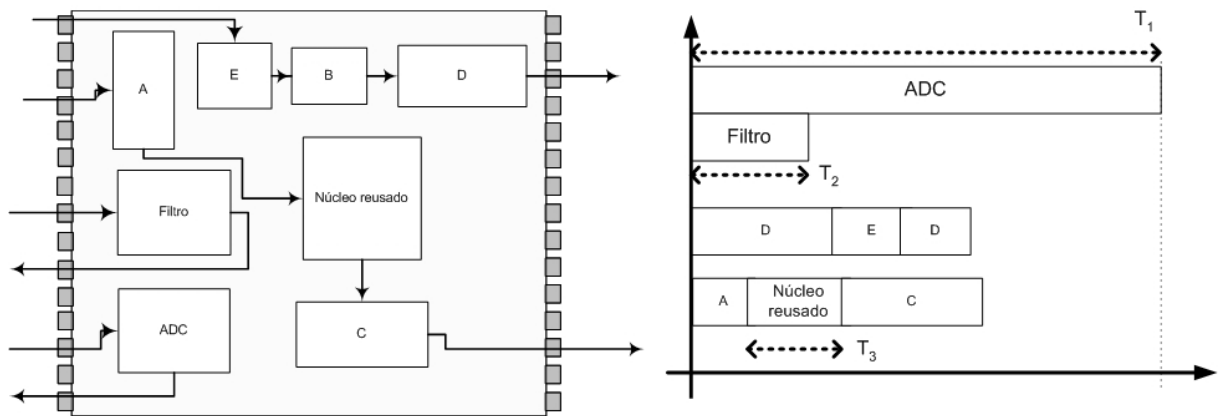 A
E
B
D
Núcleo reusado
Filtro
ADC
C
T1
ADC
Filtro
T2
D
E
D
A
Núcleo
reusado
C
T3